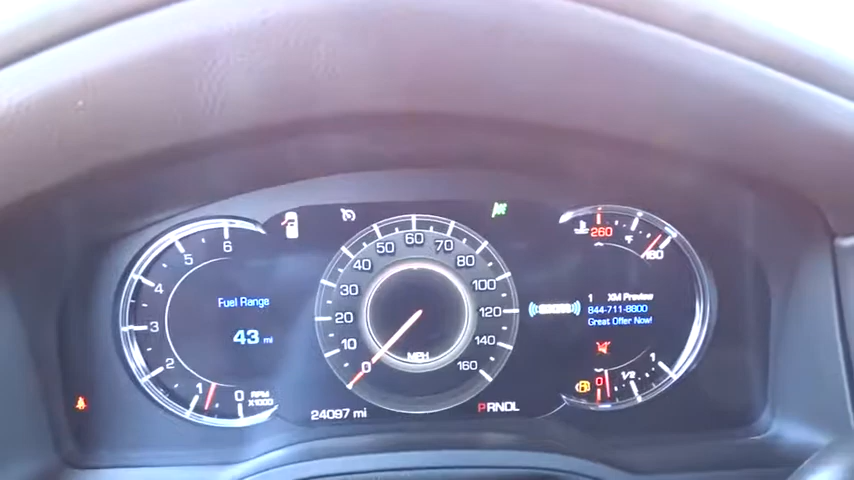 6
5
4
3
2
1
0
RPM
X1000
Fuel Range
43 mi
0
10
20
30
40
50
60
70
80
100
120
140
160
MPH
24097 mi
PRNDL
260
°F
1 XM Preview
844-711-8800
Great Offer Now!
0
1/2
1